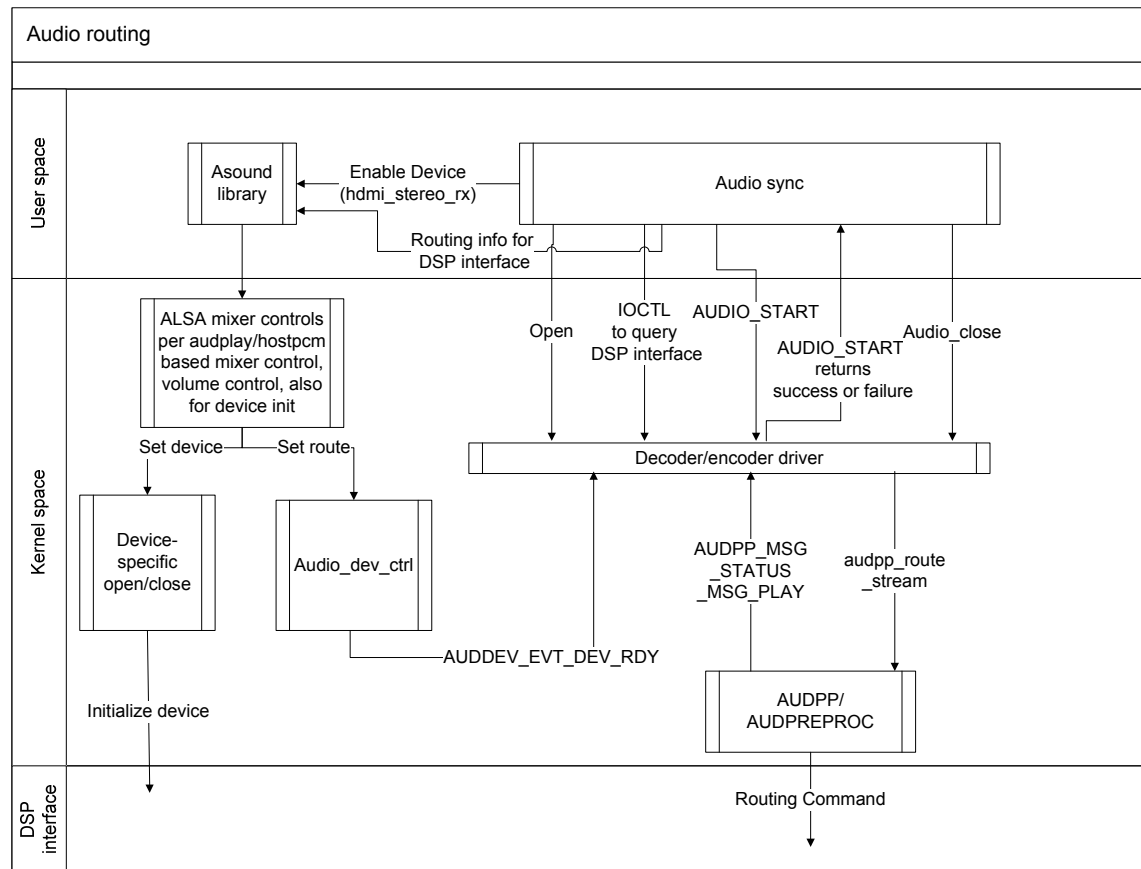 Audio routing
User space
Asound
library
Enable Device
(hdmi_stereo_rx)
Audio sync
Routing info for
DSP interface
Kernel space
ALSA mixer controls
per audplay/hostpcm
based mixer control,
volume control, also
for device init
Open
IOCTL
to query
DSP interface
AUDIO_START
AUDIO_START
returns
success or failure
Audio_close
Set device
Set route
Decoder/encoder driver
Device-
specific
open/close
Audio_dev_ctrl
AUDPP_MSG
_STATUS
_MSG_PLAY
audpp_route
_stream
AUDDEV_EVT_DEV_RDY
Initialize device
AUDPP/
AUDPREPROC
DSP
interface
Routing Command